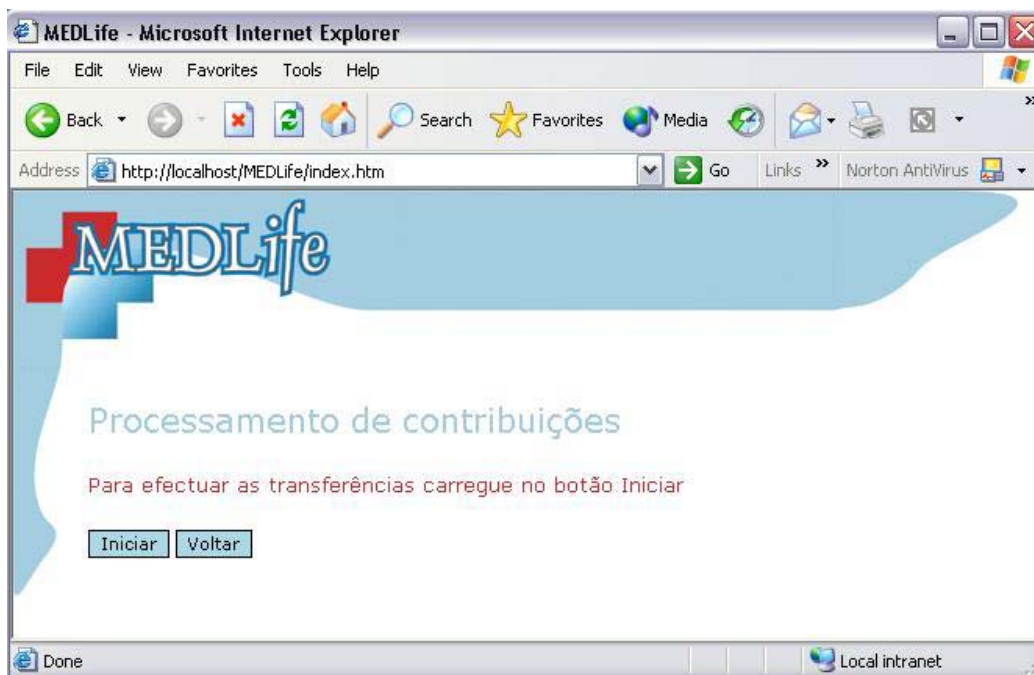 MEDLife - Microsoft Internet Explorer
File Edit View Favorites Tools Help
Back Search Favorites Media »
Address http://localhost/MEDLife/index.htm Go Links » Norton AntiVirus
MEDLife
Processamento de contribuições
Para efectuar as transferências carregue no botão Iniciar
Iniciar Voltar
Done Local intranet